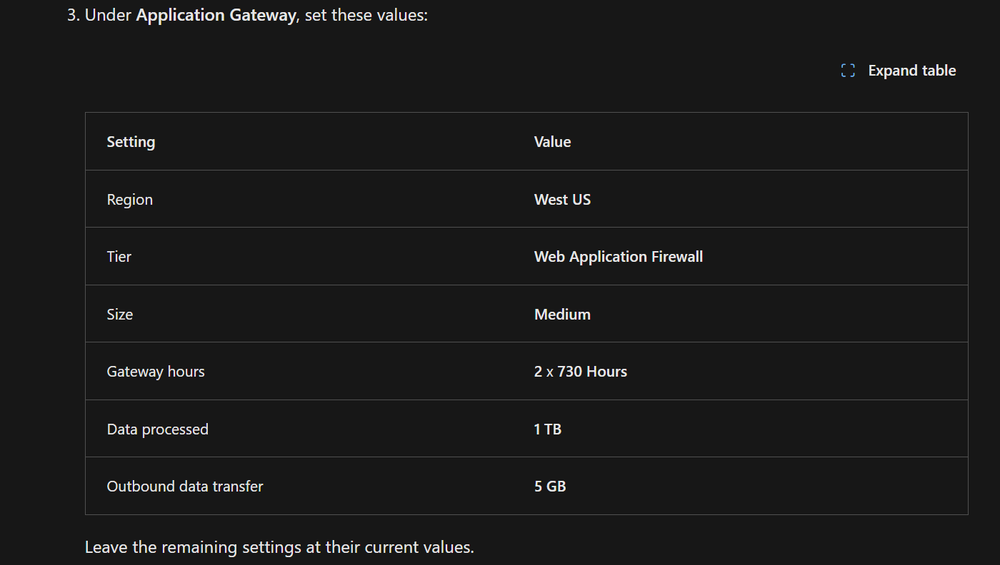 3. Under Application Gateway, set these values:
Expand table
Setting Value
Region West US
Tier Web Application Firewall
Size Medium
Gateway hours 2 x 730 Hours
Data processed 1 TB
Outbound data transfer 5 GB
Leave the remaining settings at their current values.